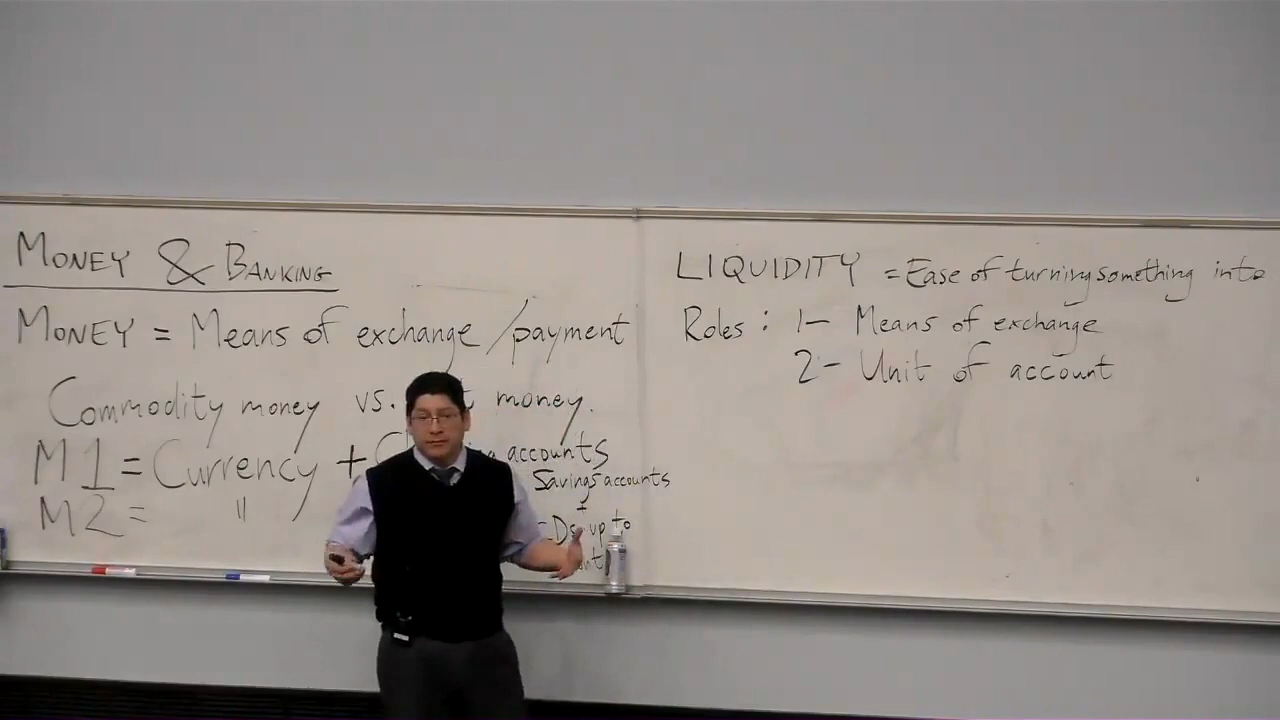 MONEY & BANKING
MONEY = Means of exchange/payment
Commodity money vs. money.
M1 = Currency + accounts
Savings accounts
M2 = " +
up to
LIQUIDITY = Ease of turning something into
Roles : 1- Means of exchange
2- Unit of account